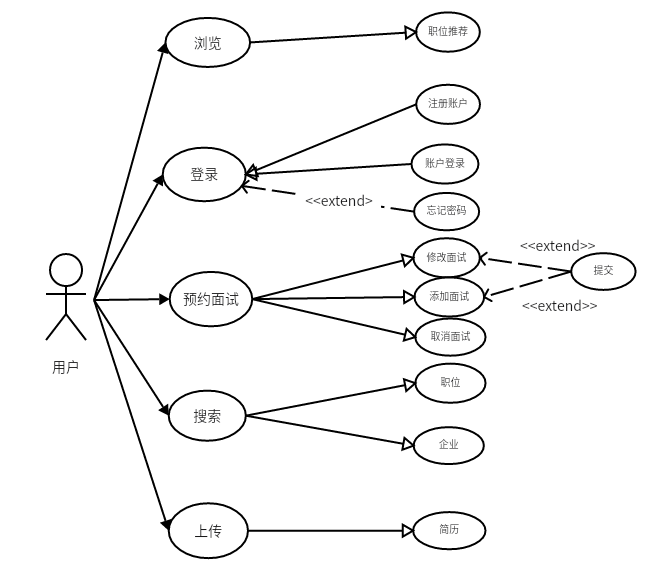 浏览
职位推荐
注册账户
登录
账户登录
<<extend>
忘记密码
修改面试
<<extend>>
提交
预约面试
添加面试
<<extend>>
取消面试
用户
职位
搜索
企业
上传
简历